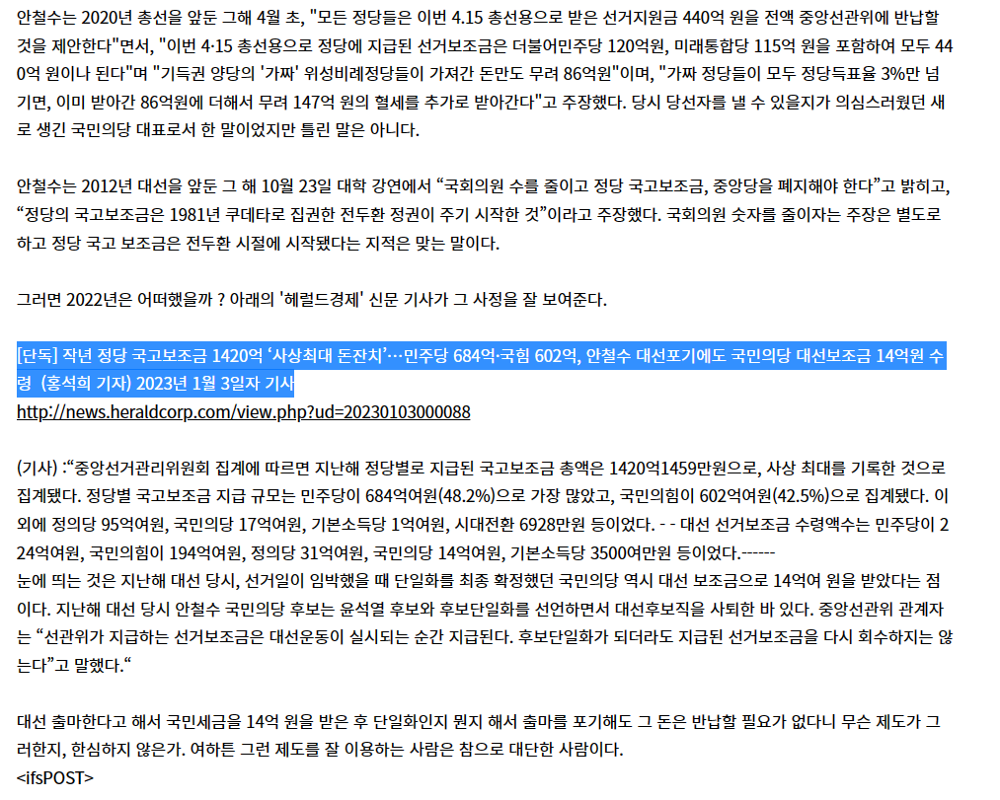 안철수는 2020년 총선을 앞둔 그해 4월 초, "모든 정당들은 이번 4.15 총선용으로 받은 선거지원금 440억 원을 전액 중앙선관위에 반납할
것을 제안한다"면서, "이번 4·15 총선용으로 정당에 지급된 선거보조금은 더불어민주당 120억원, 미래통합당 115억 원을 포함하여 모두 44
0억 원이나 된다"며 "기득권 양당의 '가짜' 위성비례정당들이 가져간 돈만도 무려 86억원"이며, "가짜 정당들이 모두 정당득표율 3%만 넘
기면, 이미 받아간 86억원에 더해서 무려 147억 원의 혈세를 추가로 받아간다"고 주장했다. 당시 당선자를 낼 수 있을지가 의심스러웠던 새
로 생긴 국민의당 대표로서 한 말이었지만 틀린 말은 아니다.
안철수는 2012년 대선을 앞둔 그 해 10월 23일 대학 강연에서 “국회의원 수를 줄이고 정당 국고보조금, 중앙당을 폐지해야 한다”고 밝히고,
“정당의 국고보조금은 1981년 쿠데타로 집권한 전두환 정권이 주기 시작한 것”이라고 주장했다. 국회의원 숫자를 줄이자는 주장은 별도로
하고 정당 국고 보조금은 전두환 시절에 시작됐다는 지적은 맞는 말이다.
그러면 2022년은 어떠했을까 ? 아래의 '헤럴드경제' 신문 기사가 그 사정을 잘 보여준다.
[단독] 작년 정당 국고보조금 1420억 ‘사상최대 돈잔치’…민주당 684억·국힘 602억, 안철수 대선포기에도 국민의당 대선보조금 14억원 수
령 (홍석희 기자) 2023년 1월 3일자 기사
http://news.heraldcorp.com/view.php?ud=20230103000088
(기사) :“중앙선거관리위원회 집계에 따르면 지난해 정당별로 지급된 국고보조금 총액은 1420억1459만원으로, 사상 최대를 기록한 것으로
집계됐다. 정당별 국고보조금 지급 규모는 민주당이 684억여원(48.2%)으로 가장 많았고, 국민의힘이 602억여원(42.5%)으로 집계됐다. 이
외에 정의당 95억여원, 국민의당 17억여원, 기본소득당 1억여원, 시대전환 6928만원 등이었다. - - 대선 선거보조금 수령액수는 민주당이 2
24억여원, 국민의힘이 194억여원, 정의당 31억여원, 국민의당 14억여원, 기본소득당 3500여만원 등이었다.------
눈에 띄는 것은 지난해 대선 당시, 선거일이 임박했을 때 단일화를 최종 확정했던 국민의당 역시 대선 보조금으로 14억여 원을 받았다는 점
이다. 지난해 대선 당시 안철수 국민의당 후보는 윤석열 후보와 후보단일화를 선언하면서 대선후보직을 사퇴한 바 있다. 중앙선관위 관계자
는 “선관위가 지급하는 선거보조금은 대선운동이 실시되는 순간 지급된다. 후보단일화가 되더라도 지급된 선거보조금을 다시 회수하지는 않
는다”고 말했다.“
대선 출마한다고 해서 국민세금을 14억 원을 받은 후 단일화인지 뭔지 해서 출마를 포기해도 그 돈은 반납할 필요가 없다니 무슨 제도가 그
러한지, 한심하지 않은가. 여하튼 그런 제도를 잘 이용하는 사람은 참으로 대단한 사람이다.
<ifsPOST>